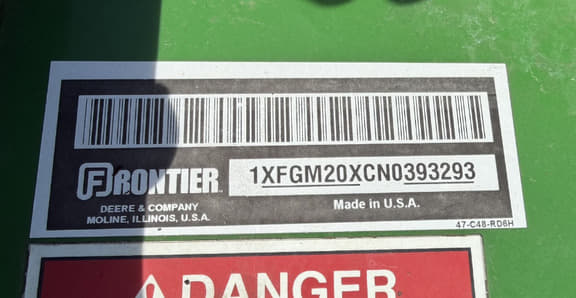 FRONTIER
1XFGM20XCN0393293
DEERE & COMPANY
MOLINE, ILLINOIS, U.S.A.
Made in U.S.A.
47-C48-RD6H
DANGER